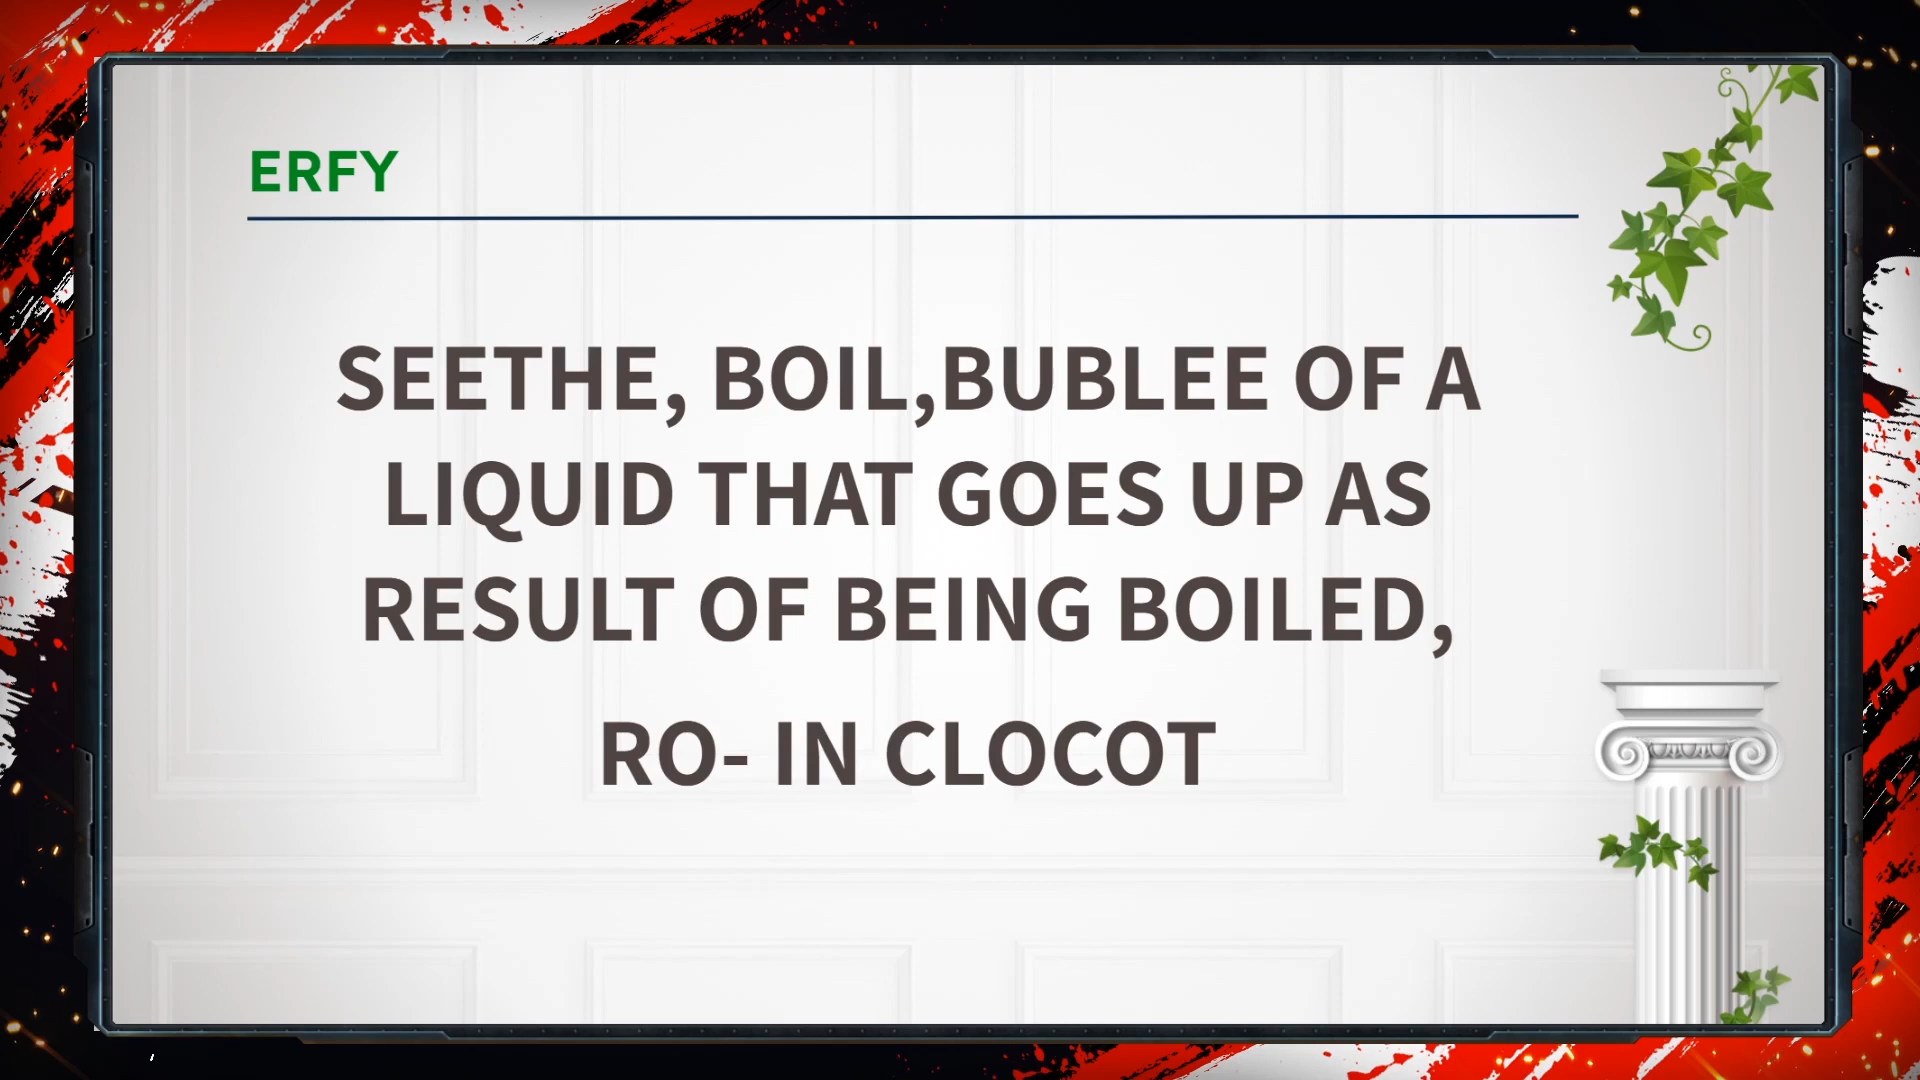 ERFY
SEETHE, BOIL,BUBLEE OF A
LIQUID THAT GOES UP AS
RESULT OF BEING BOILED,
RO- IN CLOCOT